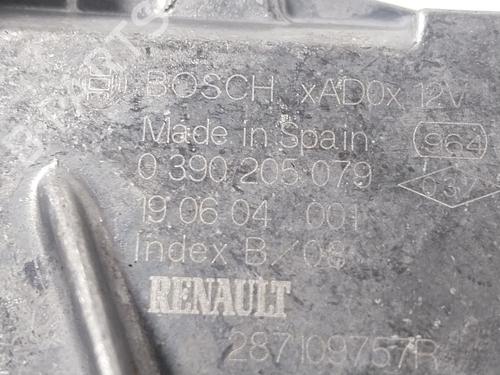 BOSCH xAD0x 12V
Made in Spain
964
0 390 205 079
037
19 06 04 001
Index B/08
RENAULT
287109757R